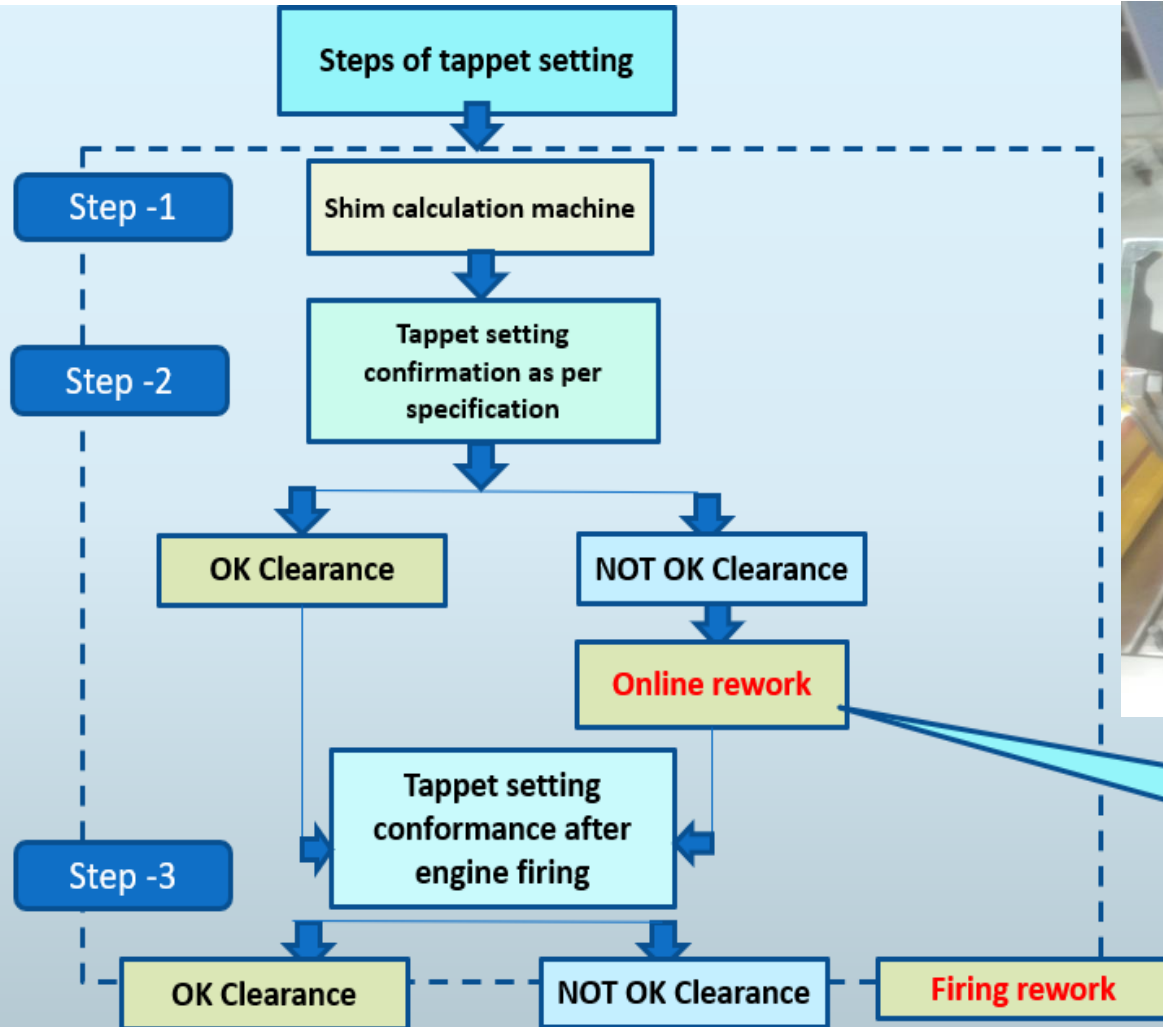 Steps of tappet setting
Step -1
Shim calculation machine
Step -2
Tappet setting
confirmation as per
specification
OK Clearance
NOT OK Clearance
Online rework
Tappet setting
conformance after
engine firing
Step -3
OK Clearance
NOT OK Clearance
Firing rework